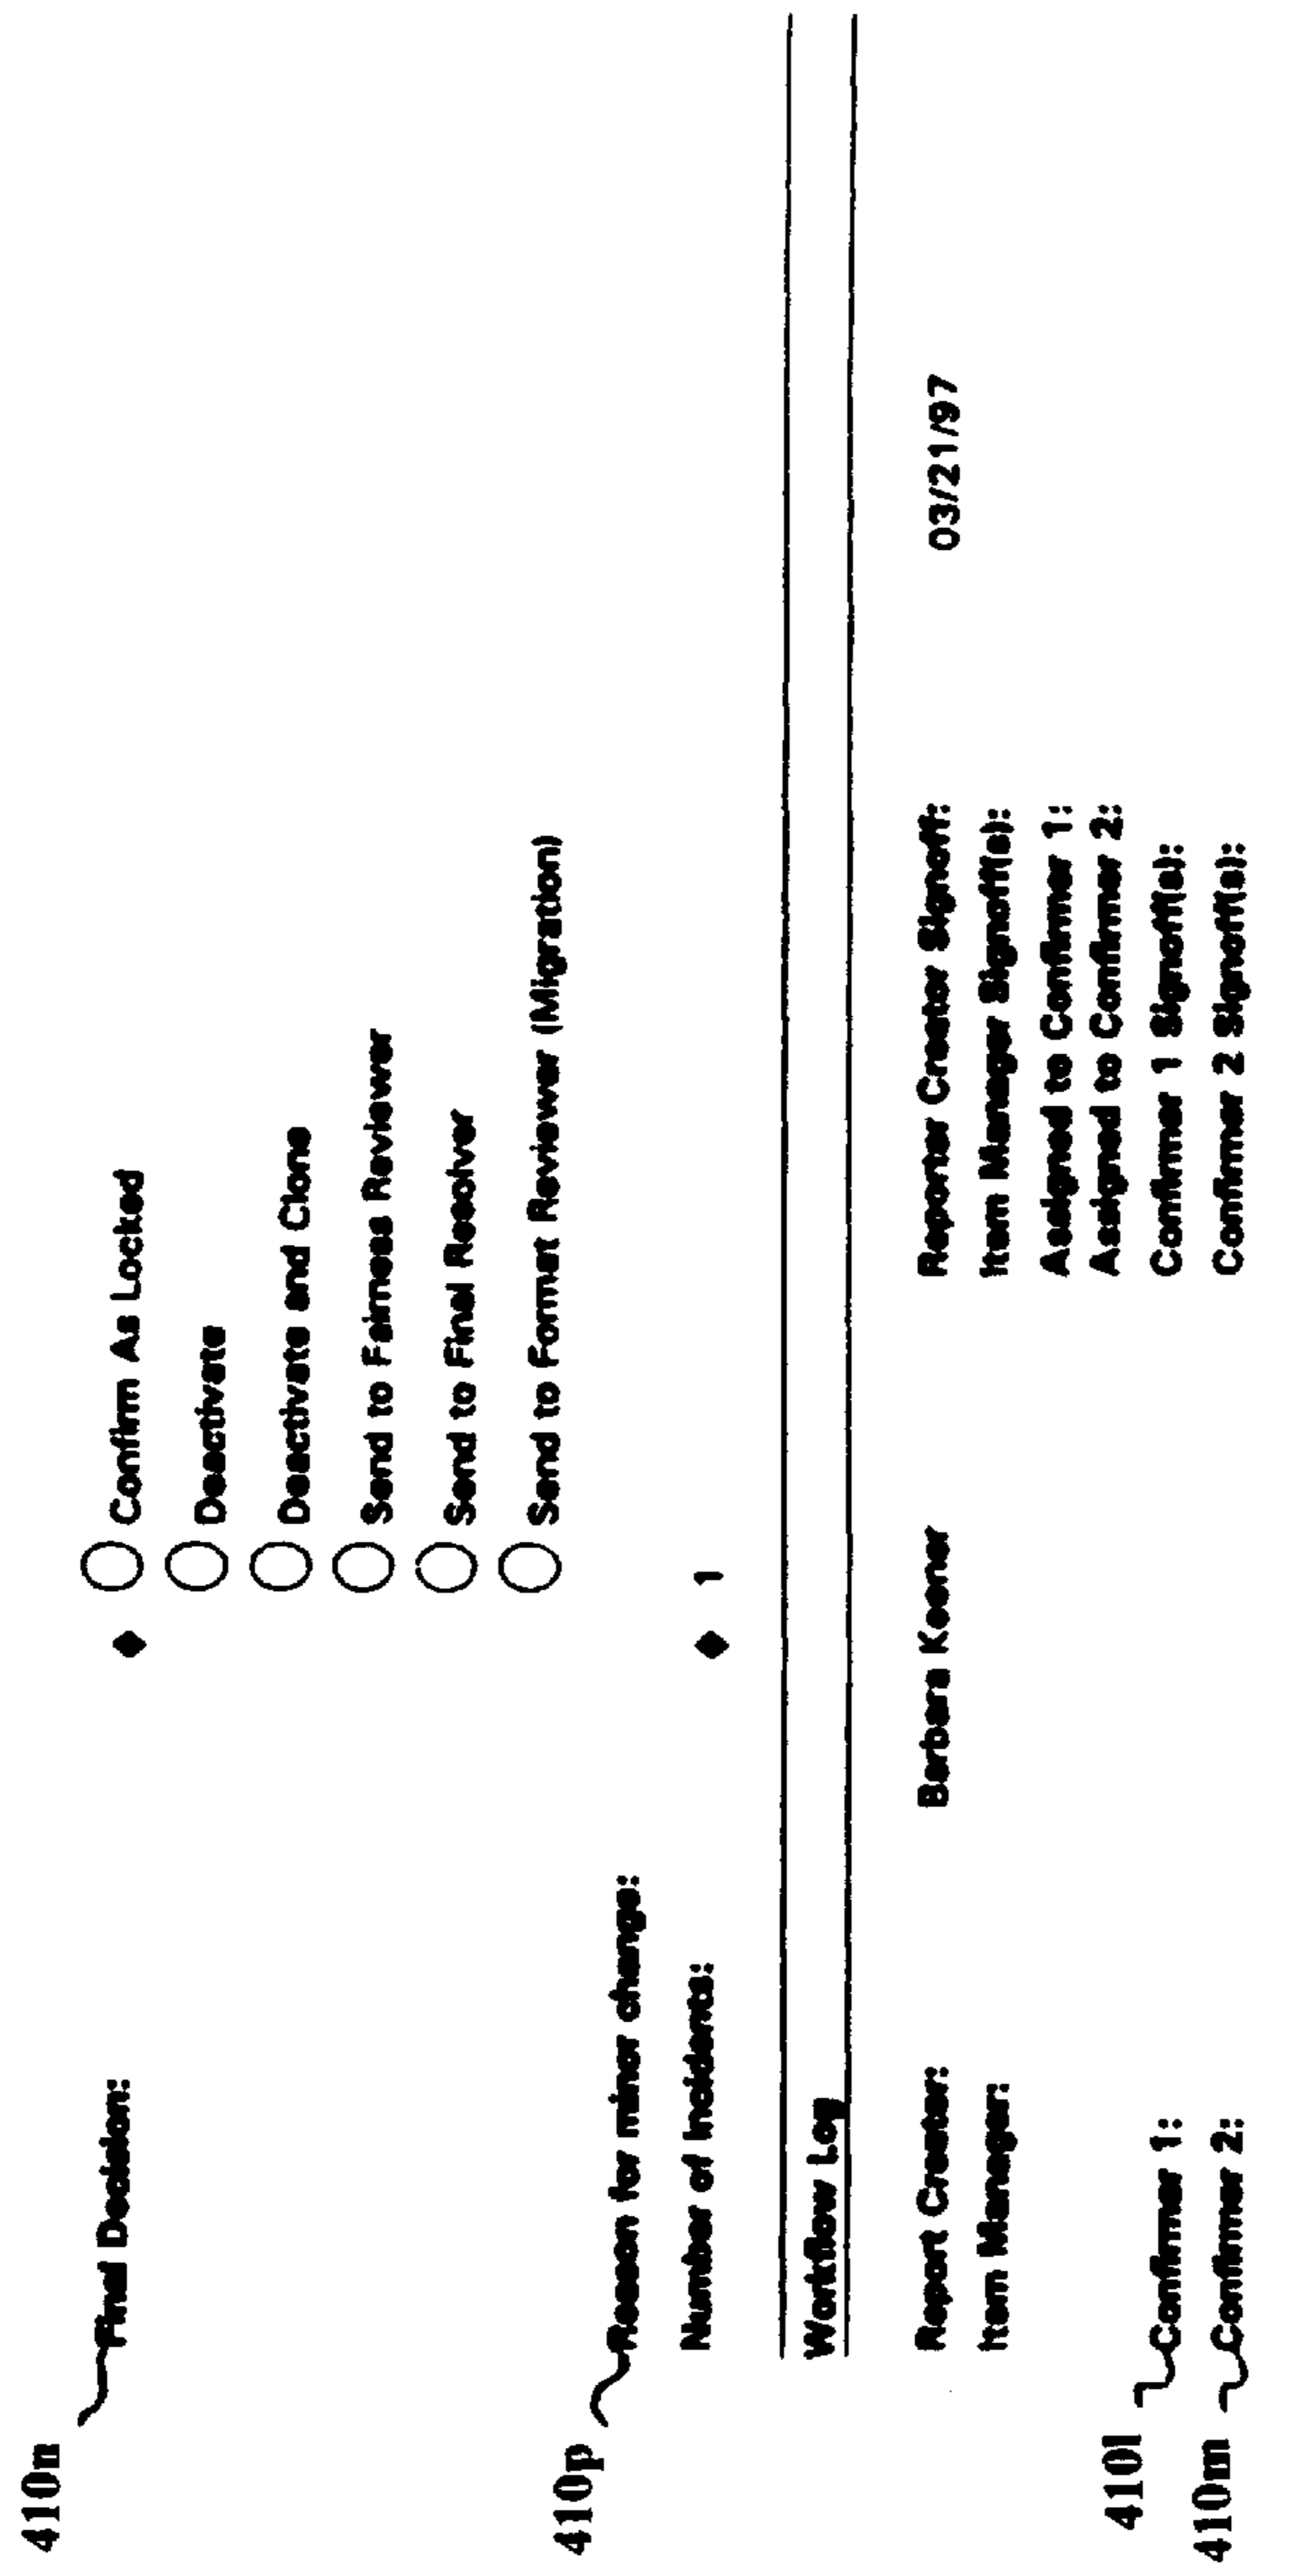 410n
Final Decision: ◆ ○ Confirm As Locked
○ Deactivate
○ Deactivate and Clone
○ Send to Fairness Reviewer
○ Send to Final Resolver
○ Send to Format Reviewer (Migration)
410p
Reason for minor change:
Number of Incidents: ◆ 1
Workflow Log
Report Creator: Barbara Keener Reporter Creator Signoff: 03/21/97
Item Manager: Item Manager Signoff(s):
Assigned to Confirmer 1:
Assigned to Confirmer 2:
410l Confirmer 1: Confirmer 1 Signoff(s):
410m Confirmer 2: Confirmer 2 Signoff(s):